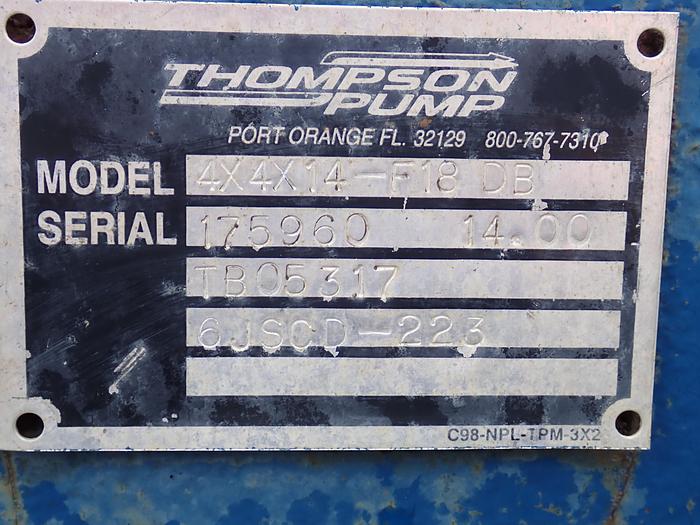 THOMPSON
PUMP
PORT ORANGE FL. 32129 800-767-7310
MODEL 4X4X14-F18 DB
SERIAL 175960 14.00
TB05317
6JSCD-223
C98-NPL-TPM-3X2